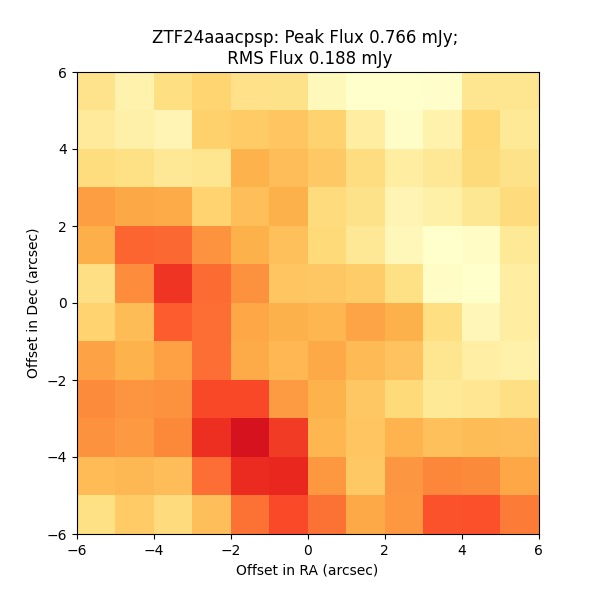 ZTF24aaacpsp: Peak Flux 0.766 mJy;
RMS Flux 0.188 mJy
6
4
2
0
−2
−4
−6
Offset in Dec (arcsec)
−6 −4 −2 0 2 4 6
Offset in RA (arcsec)